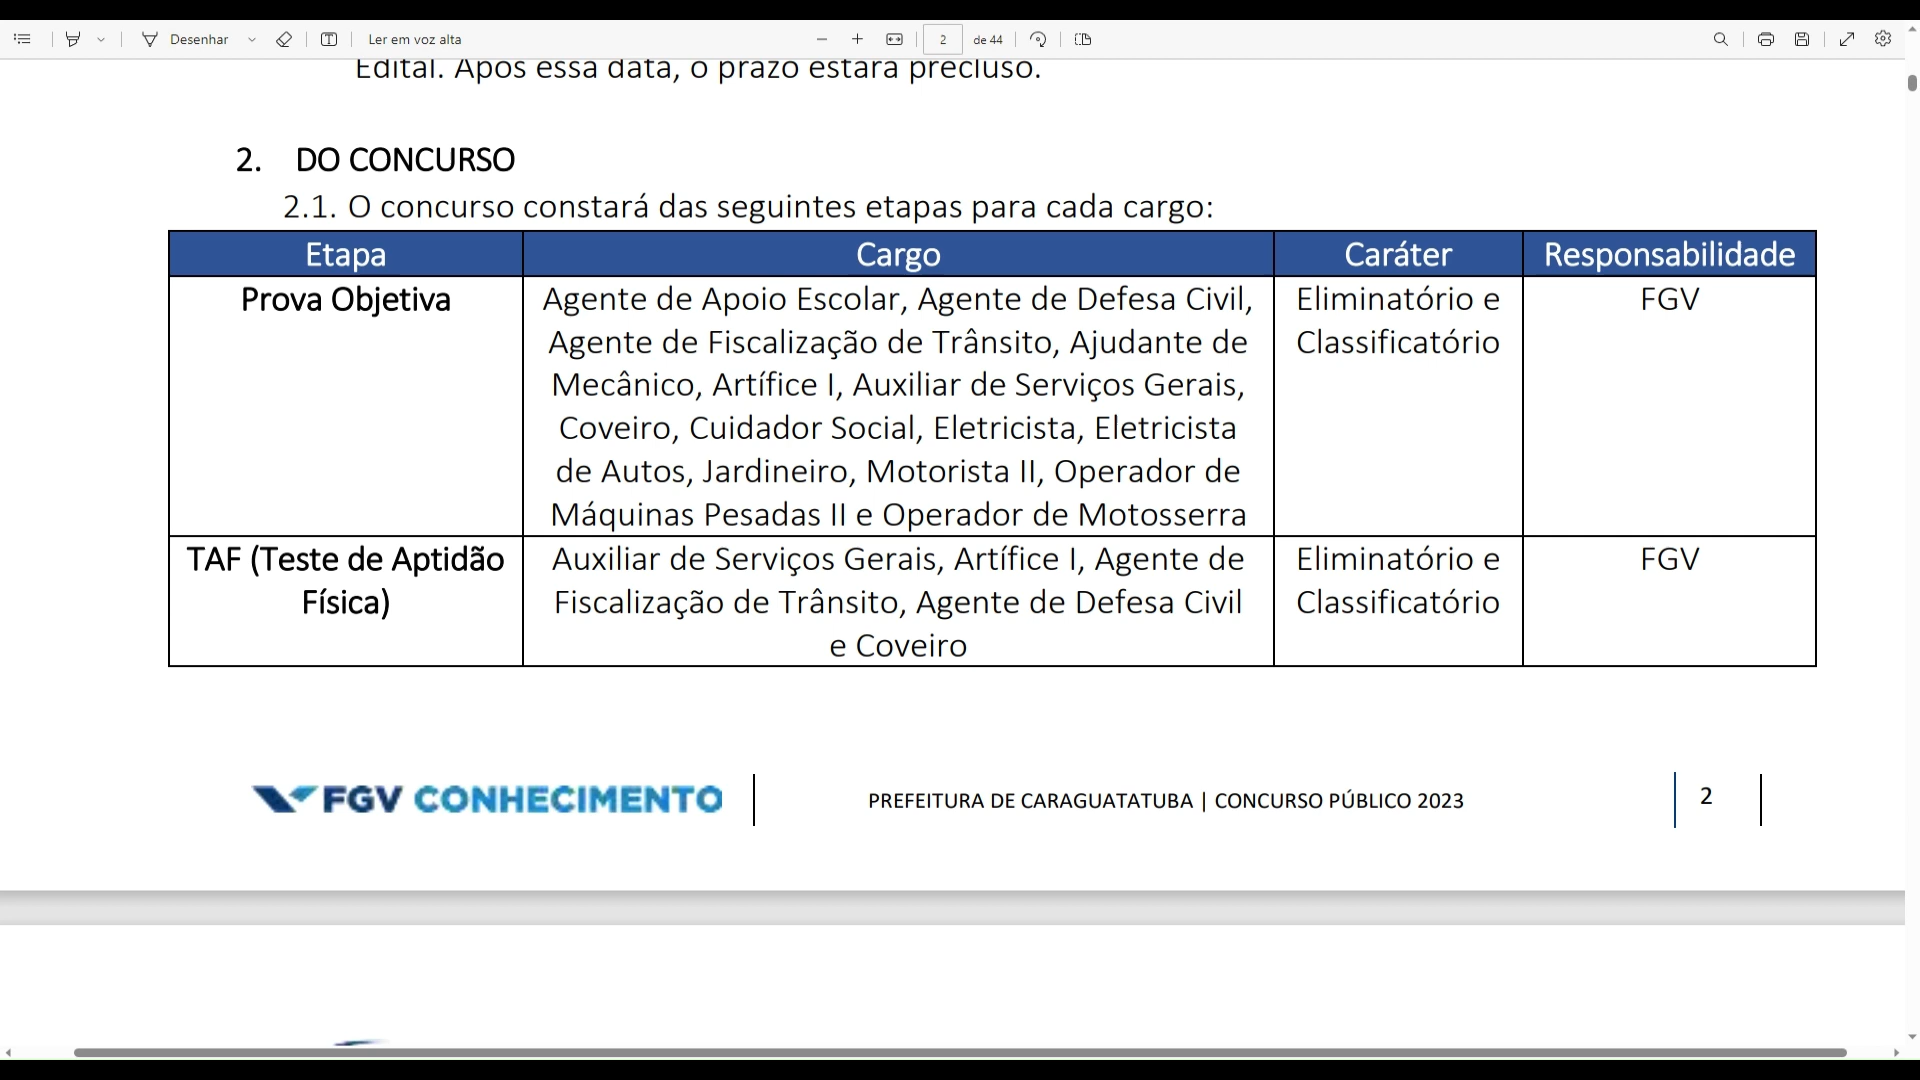 Desenhar
Ler em voz alta
2
de 44
Edital. Após essa data, o prazo estará precluso.
2. DO CONCURSO
2.1. O concurso constará das seguintes etapas para cada cargo:
Etapa
Cargo
Caráter
Responsabilidade
Prova Objetiva
Agente de Apoio Escolar, Agente de Defesa Civil,
Agente de Fiscalização de Trânsito, Ajudante de
Mecânico, Artífice I, Auxiliar de Serviços Gerais,
Coveiro, Cuidador Social, Eletricista, Eletricista
de Autos, Jardineiro, Motorista II, Operador de
Máquinas Pesadas II e Operador de Motosserra
Eliminatório e
Classificatório
FGV
TAF (Teste de Aptidão
Física)
Auxiliar de Serviços Gerais, Artífice I, Agente de
Fiscalização de Trânsito, Agente de Defesa Civil
e Coveiro
Eliminatório e
Classificatório
FGV
FGV CONHECIMENTO
PREFEITURA DE CARAGUATATUBA | CONCURSO PÚBLICO 2023
2